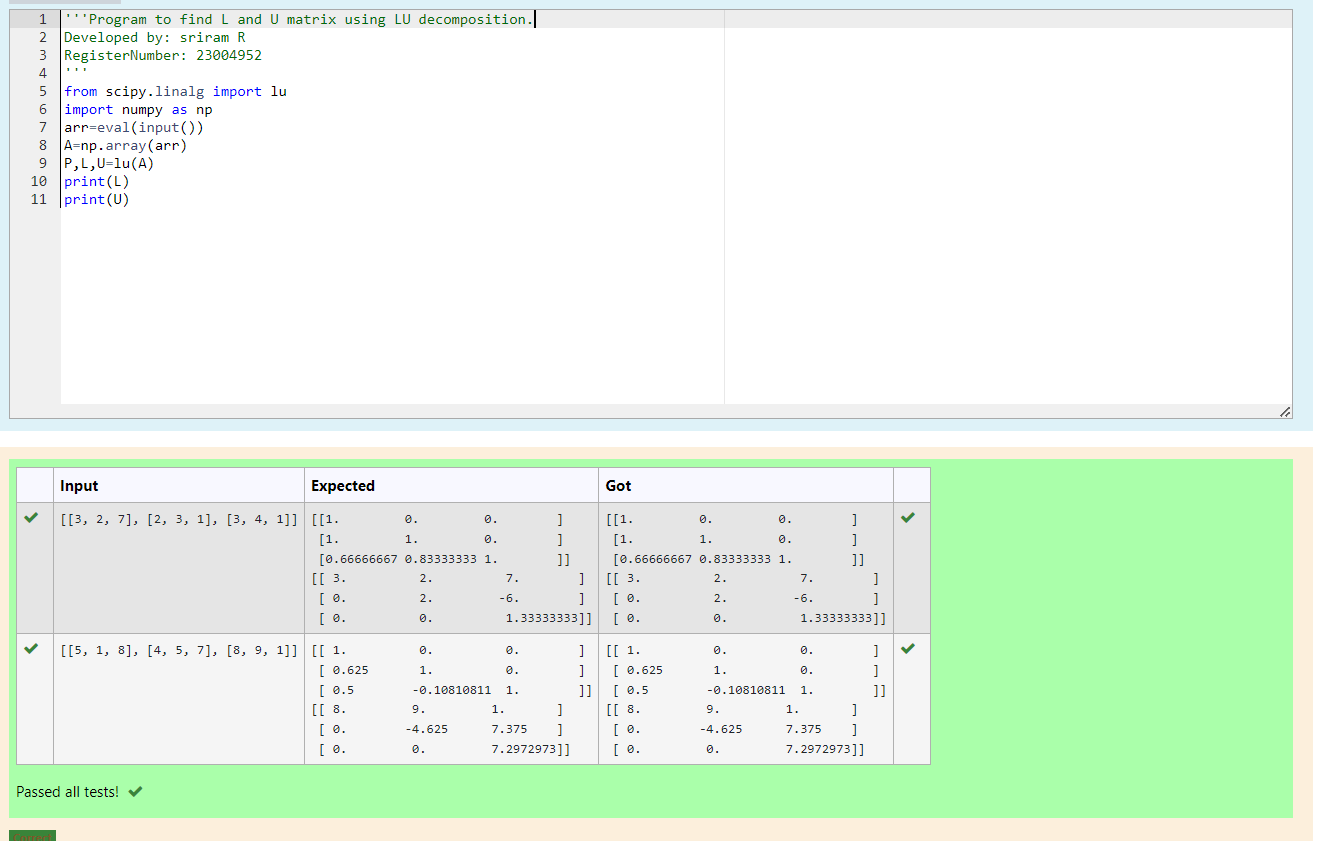 1 '''Program to find L and U matrix using LU decomposition.
2 Developed by: sriram R
3 RegisterNumber: 23004952
4 '''
5 from scipy.linalg import lu
6 import numpy as np
7 arr=eval(input())
8 A=np.array(arr)
9 P,L,U=lu(A)
10 print(L)
11 print(U)
Input Expected Got
[[3, 2, 7], [2, 3, 1], [3, 4, 1]] [[1. 0. 0. ] [[1. 0. 0. ]
[1. 1. 0. ] [1. 1. 0. ]
[0.66666667 0.83333333 1. ]] [0.66666667 0.83333333 1. ]]
[[ 3. 2. 7. ] [[ 3. 2. 7. ]
[ 0. 2. -6. ] [ 0. 2. -6. ]
[ 0. 0. 1.33333333]] [ 0. 0. 1.33333333]]
[[5, 1, 8], [4, 5, 7], [8, 9, 1]] [[ 1. 0. 0. ] [[ 1. 0. 0. ]
[ 0.625 1. 0. ] [ 0.625 1. 0. ]
[ 0.5 -0.10810811 1. ]] [ 0.5 -0.10810811 1. ]]
[[ 8. 9. 1. ] [[ 8. 9. 1. ]
[ 0. -4.625 7.375 ] [ 0. -4.625 7.375 ]
[ 0. 0. 7.2972973]] [ 0. 0. 7.2972973]]
Passed all tests!
Correct